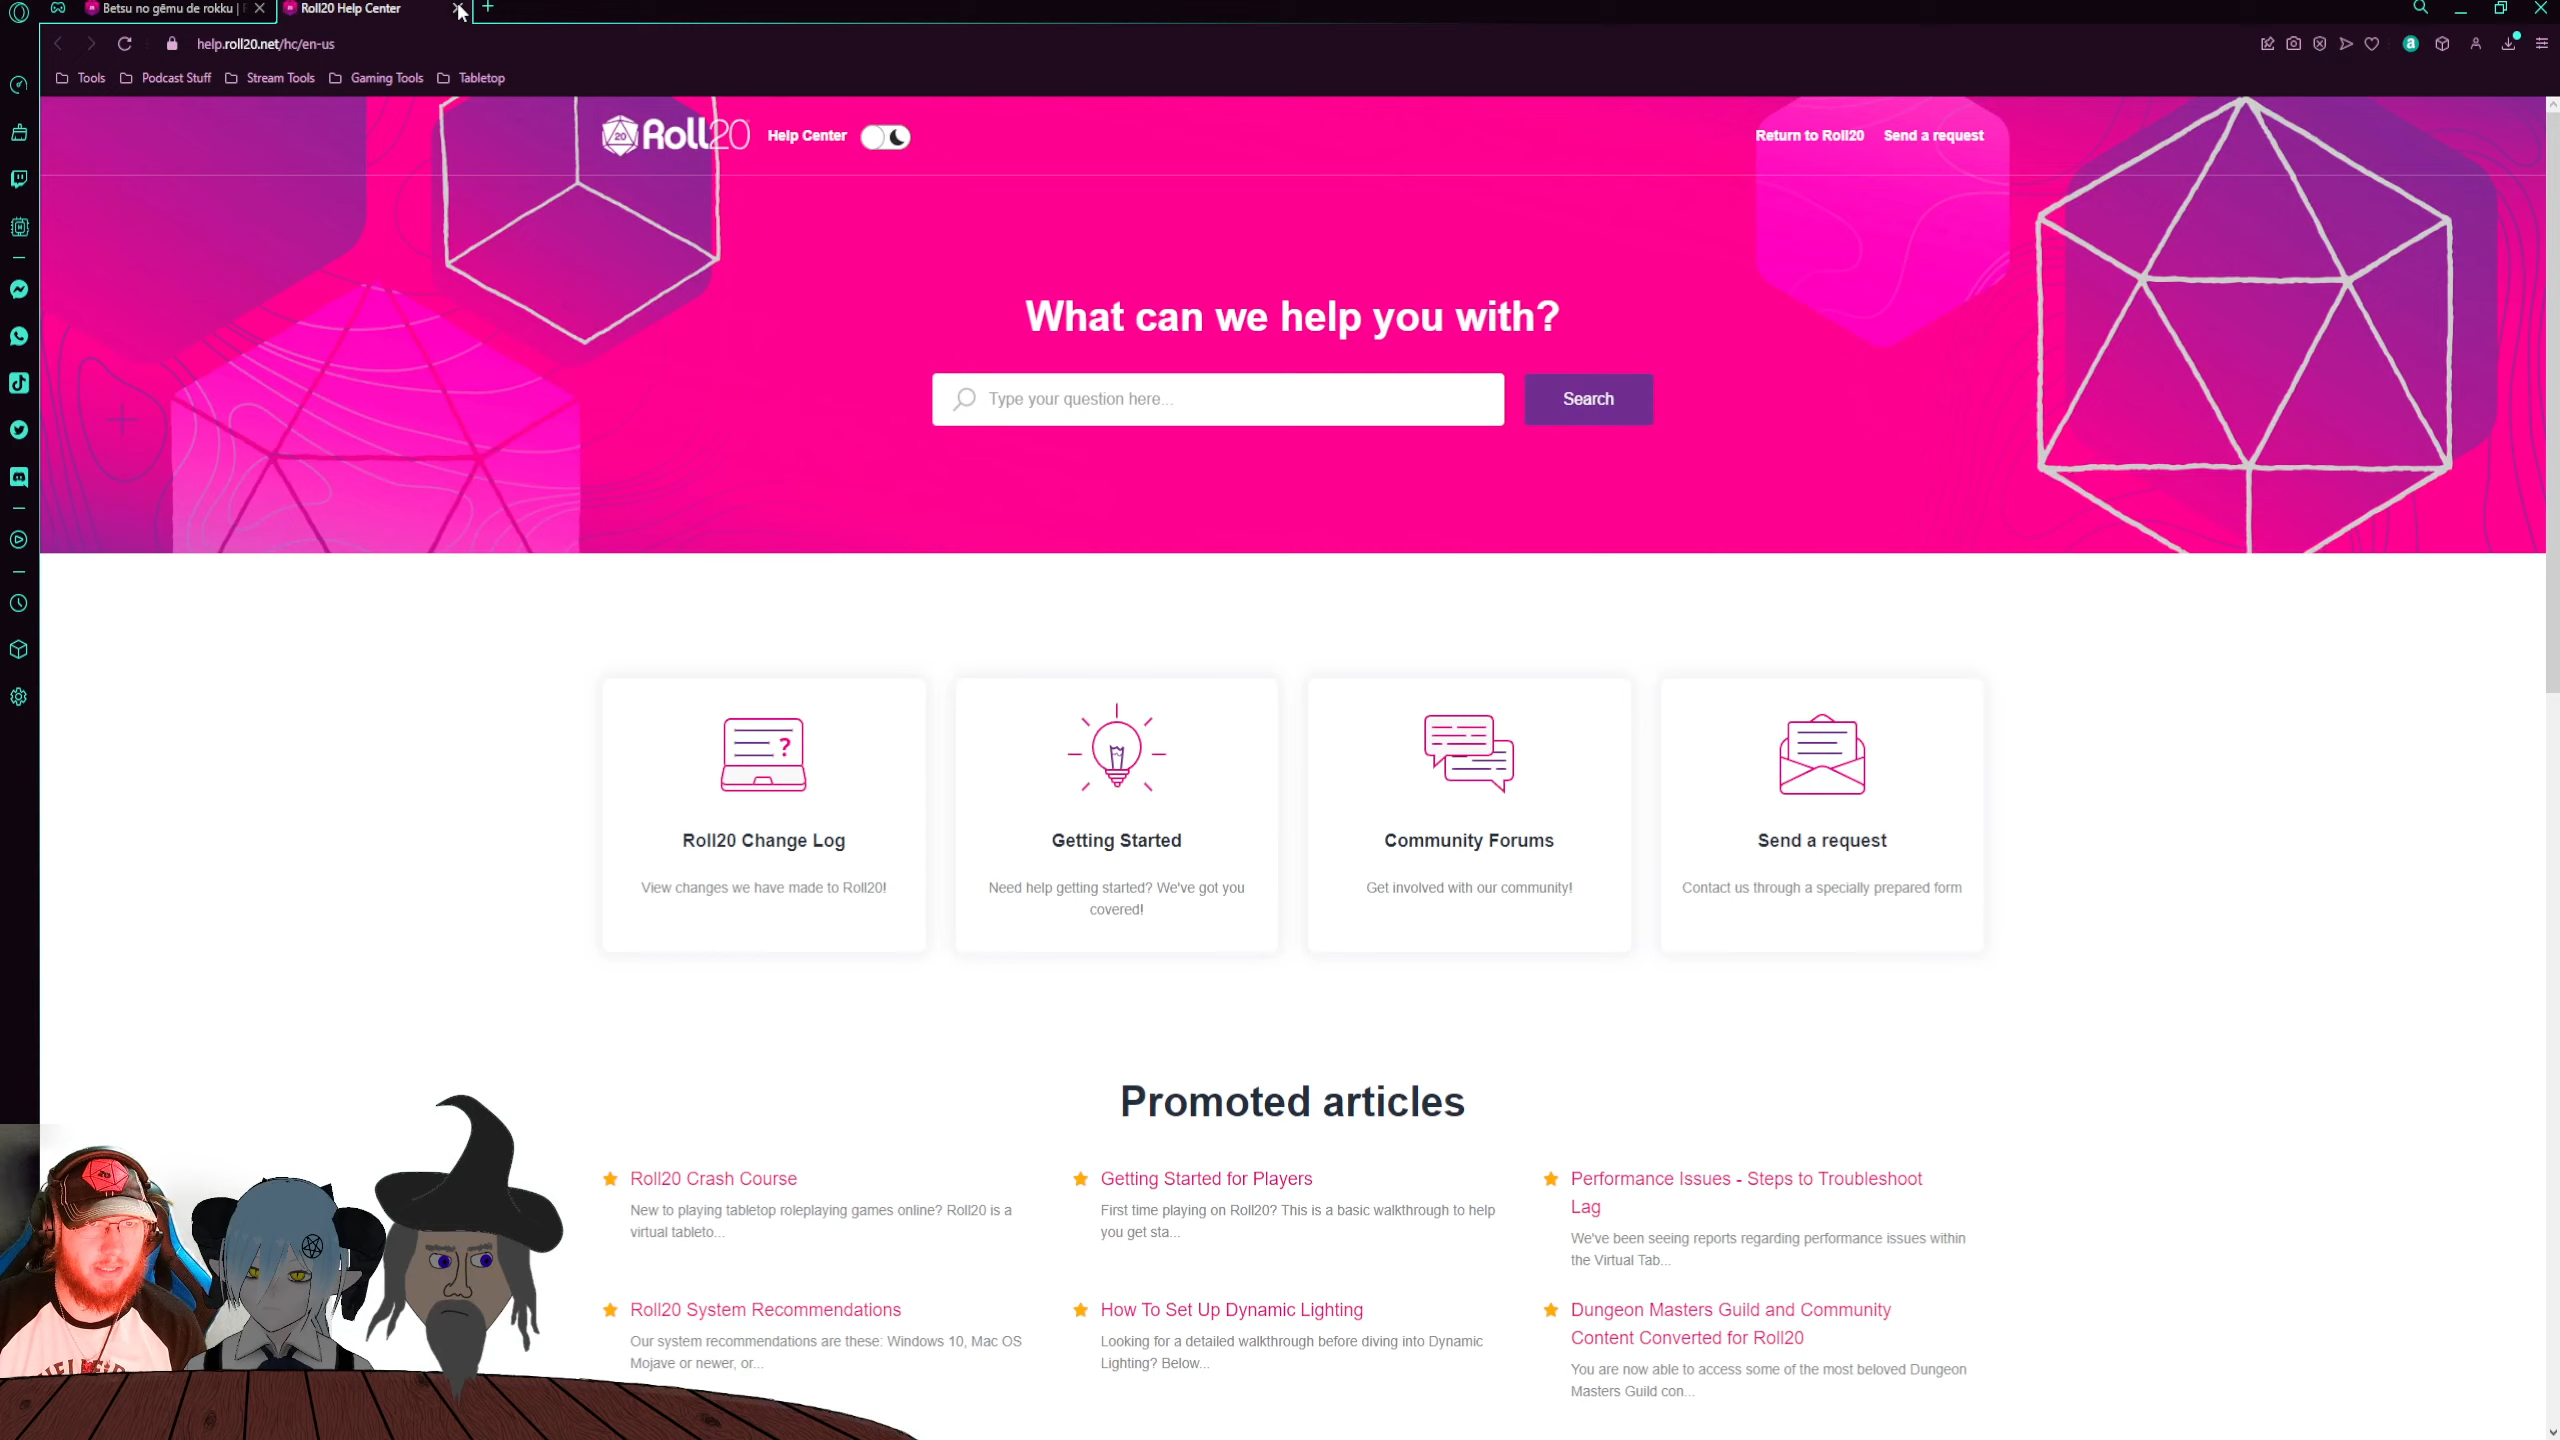 Betsu no gēmu de rokku |
Roll20 Help Center
help.roll20.net/hc/en-us
Tools
Podcast Stuff
Stream Tools
Gaming Tools
Tabletop
Roll20
Help Center
Return to Roll20
Send a request
What can we help you with?
Type your question here...
Search
Roll20 Change Log
View changes we have made to Roll20!
Getting Started
Need help getting started? We've got you
covered!
Community Forums
Get involved with our community!
Send a request
Contact us through a specially prepared form
Promoted articles
Roll20 Crash Course
New to playing tabletop roleplaying games online? Roll20 is a
virtual tableto...
Getting Started for Players
First time playing on Roll20? This is a basic walkthrough to help
you get sta...
Performance Issues - Steps to Troubleshoot
Lag
We've been seeing reports regarding performance issues within
the Virtual Tab...
Roll20 System Recommendations
Our system recommendations are these: Windows 10, Mac OS
Mojave or newer, or...
How To Set Up Dynamic Lighting
Looking for a detailed walkthrough before diving into Dynamic
Lighting? Below...
Dungeon Masters Guild and Community
Content Converted for Roll20
You are now able to access some of the most beloved Dungeon
Masters Guild con...